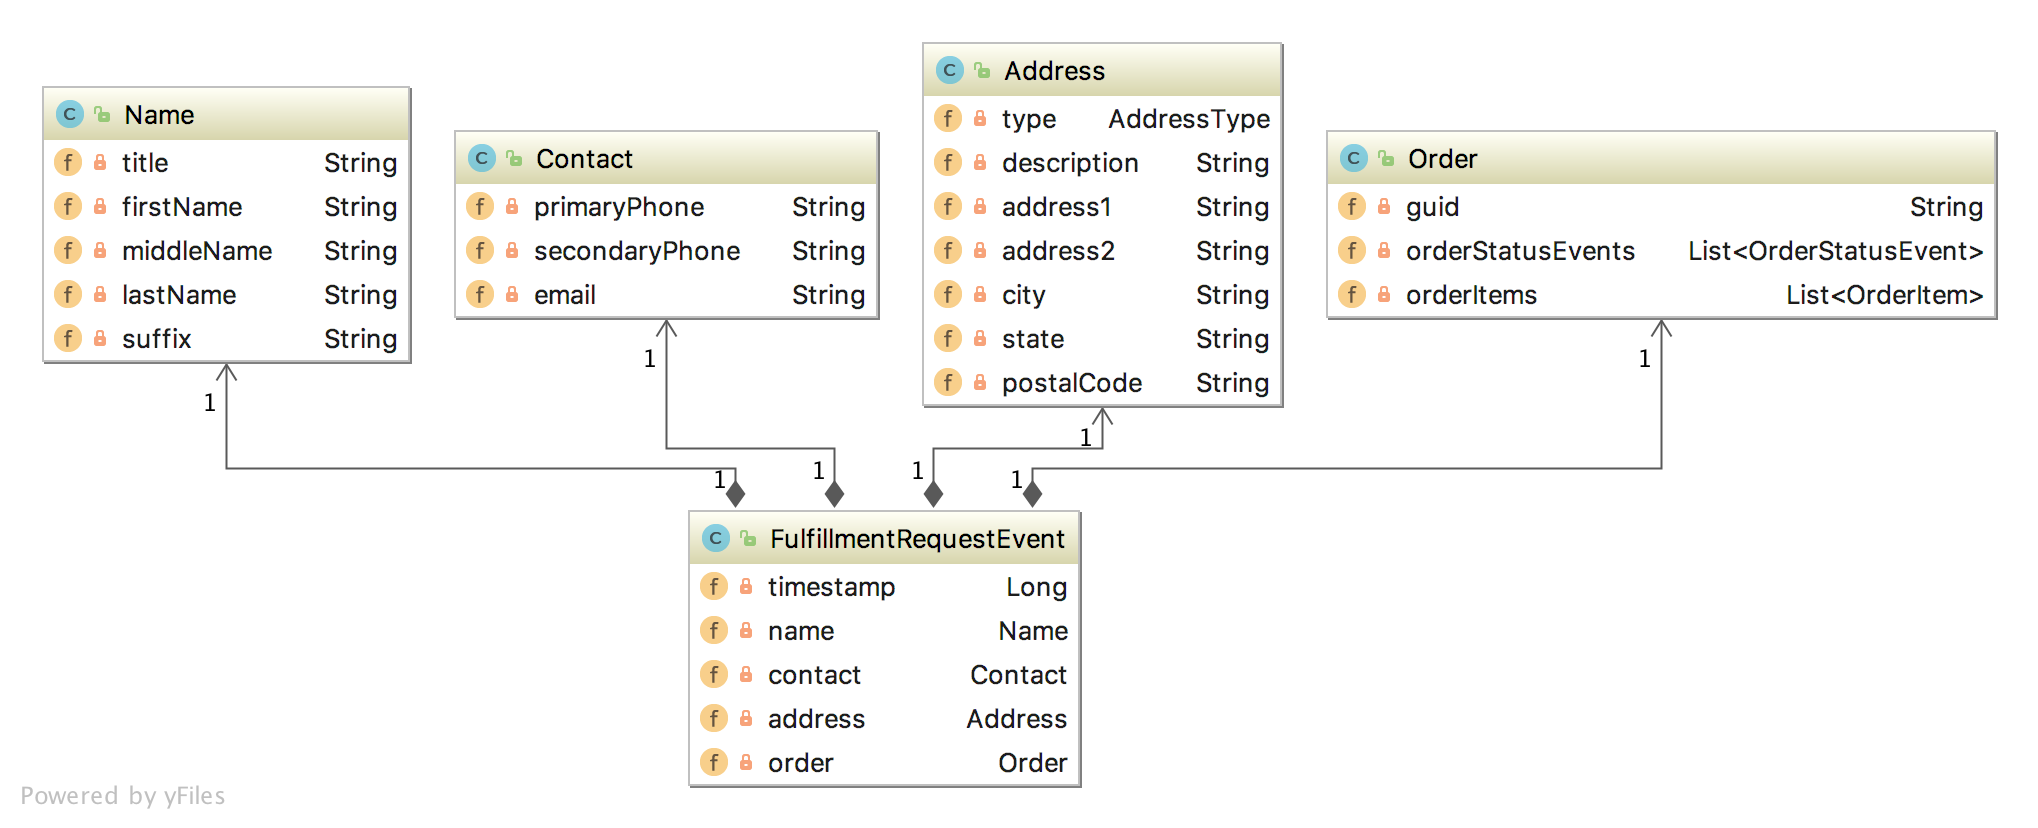 Name
title String
firstName String
middleName String
lastName String
suffix String
Contact
primaryPhone String
secondaryPhone String
email String
Address
type AddressType
description String
address1 String
address2 String
city String
state String
postalCode String
Order
guid String
orderStatusEvents List<OrderStatusEvent>
orderItems List<OrderItem>
1
1
1
1
1
1
1
1
FulfillmentRequestEvent
timestamp Long
name Name
contact Contact
address Address
order Order
Powered by yFiles